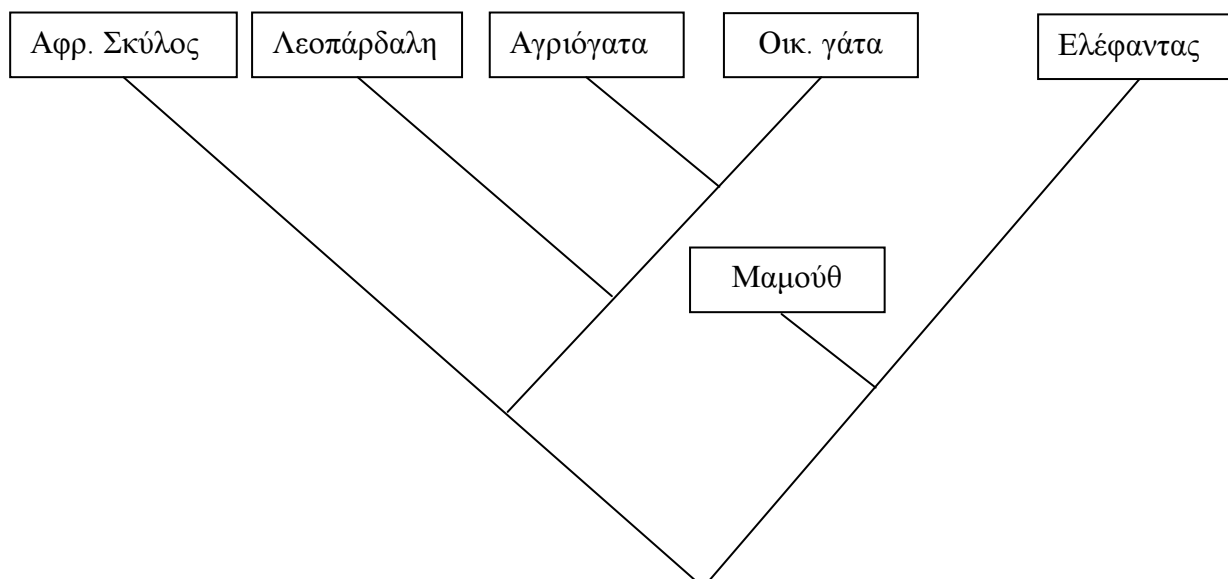 Αφρ. Σκύλος
Λεοπάρδαλη
Αγριόγατα
Οικ. γάτα
Ελέφαντας
Μαμούθ